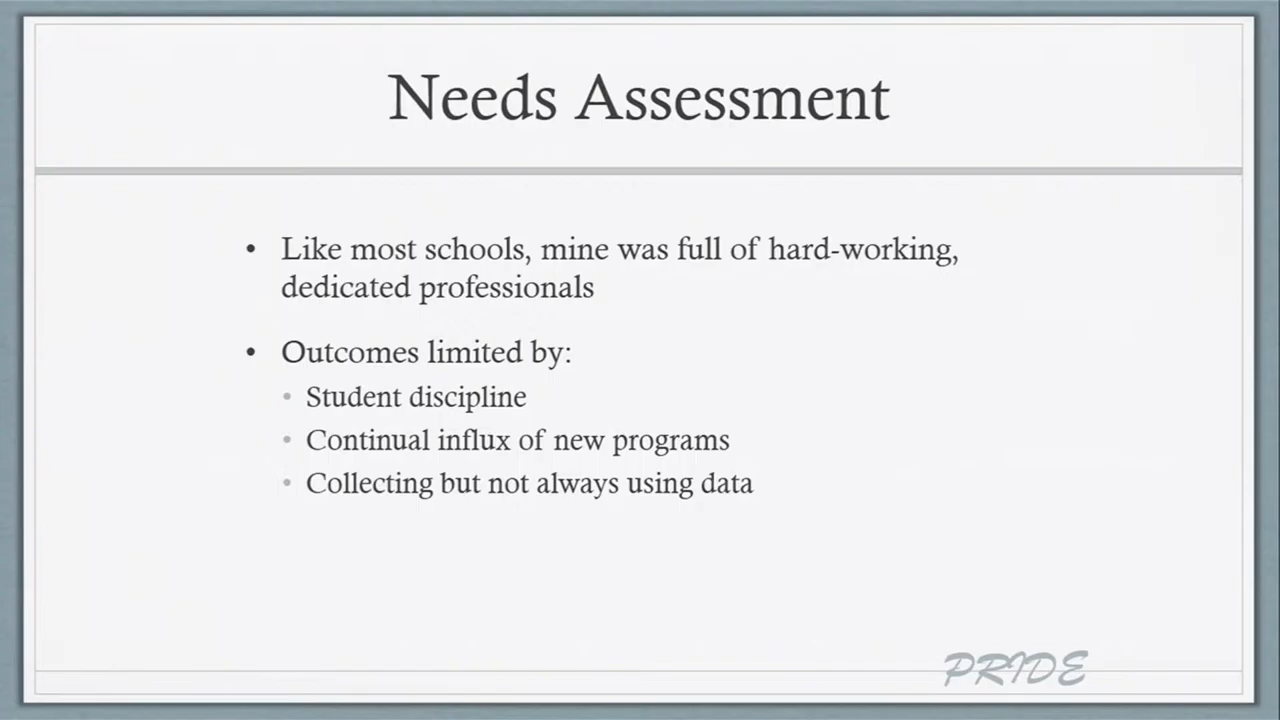 Needs Assessment
• Like most schools, mine was full of hard-working,
dedicated professionals
• Outcomes limited by:
• Student discipline
• Continual influx of new programs
• Collecting but not always using data
PRIDE